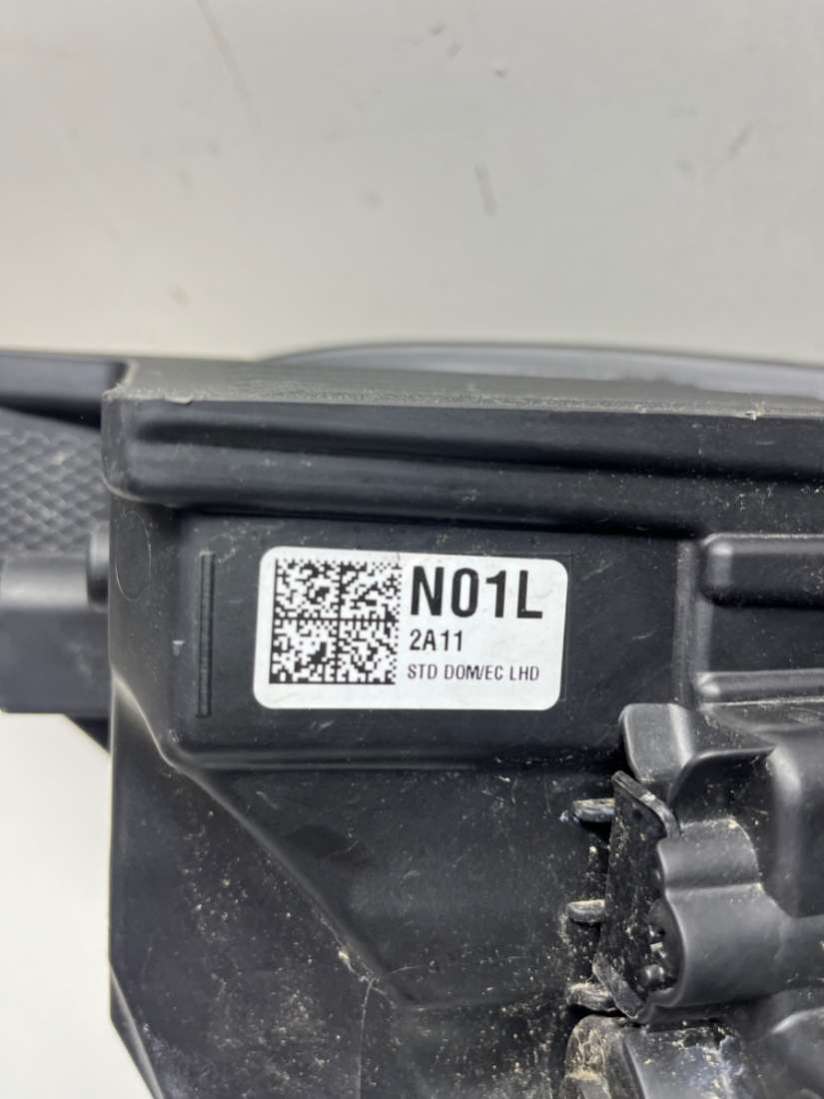 N01L
2A11
STD DOM/EC LHD